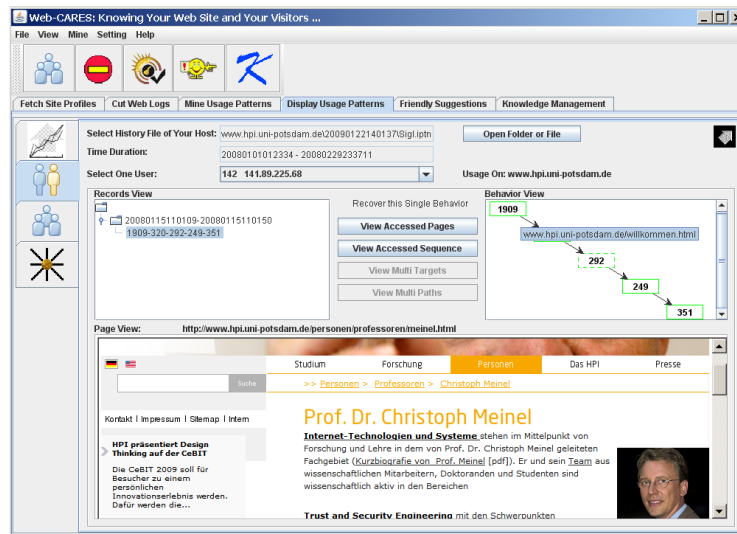 Web-CARES: Knowing Your Web Site and Your Visitors ...
File View Mine Setting Help
Fetch Site Profiles Cut Web Logs Mine Usage Patterns Display Usage Patterns Friendly Suggestions Knowledge Management
Select History File of Your Host: www.hpi.uni-potsdam.de\20090122140137\Sigl.iptn Open Folder or File
Time Duration: 20080101012334 - 20080229233711
Select One User: 142 141.89.225.68 Usage On: www.hpi.uni-potsdam.de
Records View
Recover this Single Behavior
Behavior View
20080115110109-20080115110150
1909-320-292-249-351
View Accessed Pages
View Accessed Sequence
View Multi Targets
View Multi Paths
1909
www.hpi.uni-potsdam.de/willkommen.html
292
249
351
Page View: http://www.hpi.uni-potsdam.de/personen/professoren/meinel.html
Studium Forschung Personen Das HPI Presse
Suche
>> Personen > Professoren > Christoph Meinel
Kontakt | Impressum | Sitemap | Intern
HPI präsentiert Design
Thinking auf der CeBIT
Die CeBIT 2009 soll für
Besucher zu einem
persönlichen
Innovationserlebnis werden.
Dafür werden die...
Prof. Dr. Christoph Meinel
Internet-Technologien und Systeme stehen im Mittelpunkt von
Forschung und Lehre in dem von Prof. Dr. Christoph Meinel geleiteten
Fachgebiet (Kurzbiografie von Prof. Meinel [pdf]). Er und sein Team aus
wissenschaftlichen Mitarbeitern, Doktoranden und Studenten sind
wissenschaftlich aktiv in den Bereichen
Trust and Security Engineering mit den Schwerpunkten